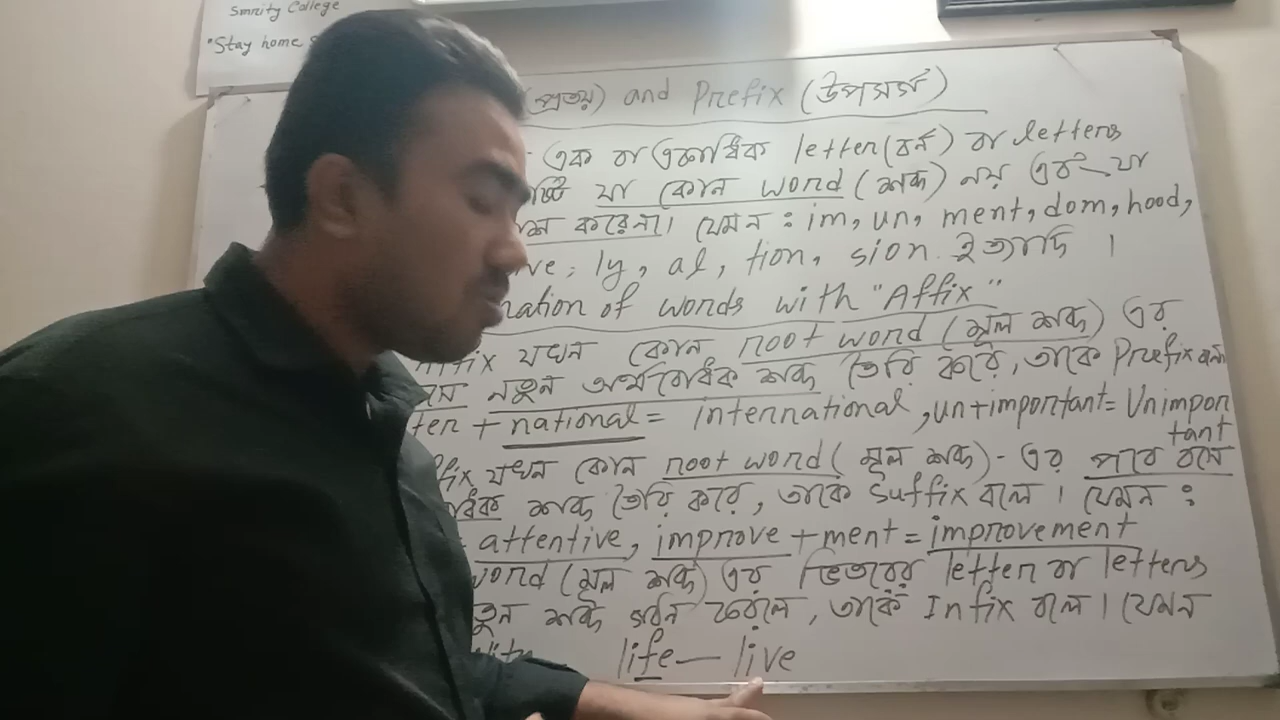 Smrity College
"Stay home
(প্রত্যয়) and Prefix (উপসর্গ)
এক বা একাধিক letter (বর্ন) বা letters
যা কোন word (শব্দ) নয় এবং যা
করেনা। যেমন : im, un, ment, dom, hood,
ve, ly, al, tion, sion ইত্যাদি ।
nation of words with "Affix"
যখন কোন root word (মূল শব্দ) এর
নতুন অর্থবোধক শব্দ তৈরি করে, তাকে Prefix বলে
ter + national = international, un+important = Unimpor
tant
fix যখন কোন root word (মূল শব্দ) - এর পরে বসে
শব্দ তৈরি করে, তাকে Suffix বলে । যেমন :
attentive, improve + ment = improvement
word (মূল শব্দ) এর ভিতরের letter বা letters
শব্দ গঠন করলে, তাকে Infix বলে । যেমন
life — live